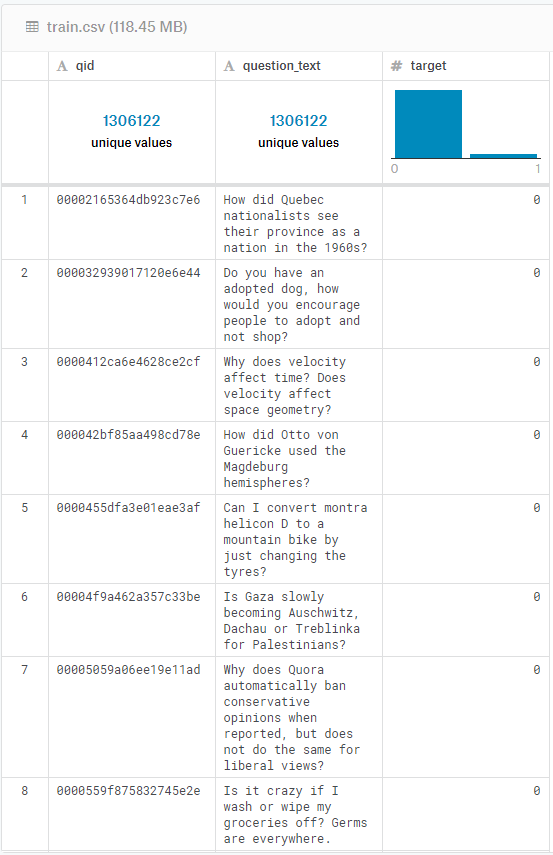 train.csv (118.45 MB)
A qid A question_text # target
1306122 1306122
unique values unique values
0 1
1 00002165364db923c7e6 How did Quebec 0
nationalists see
their province as a
nation in the 1960s?
2 000032939017120e6e44 Do you have an 0
adopted dog, how
would you encourage
people to adopt and
not shop?
3 0000412ca6e4628ce2cf Why does velocity 0
affect time? Does
velocity affect
space geometry?
4 000042bf85aa498cd78e How did Otto von 0
Guericke used the
Magdeburg
hemispheres?
5 0000455dfa3e01eae3af Can I convert montra 0
helicon D to a
mountain bike by
just changing the
tyres?
6 00004f9a462a357c33be Is Gaza slowly 0
becoming Auschwitz,
Dachau or Treblinka
for Palestinians?
7 00005059a06ee19e11ad Why does Quora 0
automatically ban
conservative
opinions when
reported, but does
not do the same for
liberal views?
8 0000559f875832745e2e Is it crazy if I 0
wash or wipe my
groceries off? Germs
are everywhere.